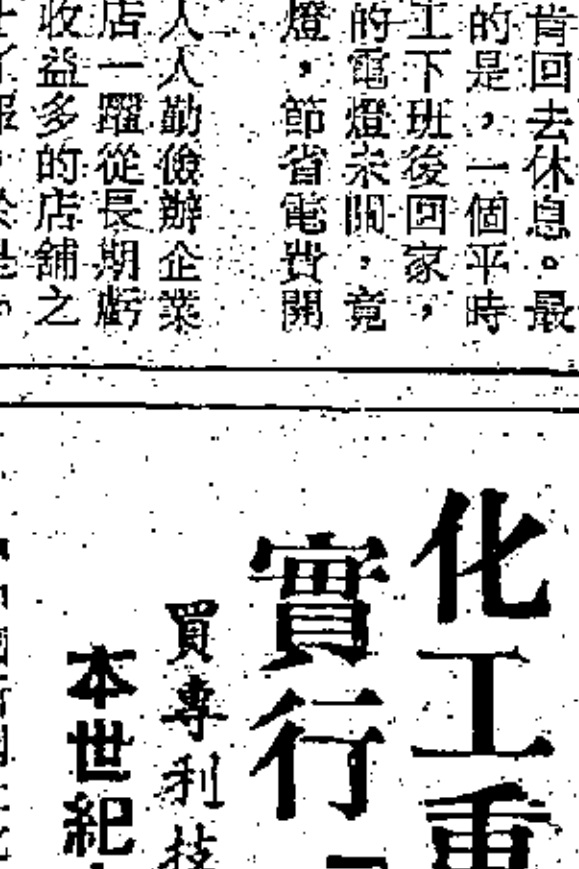 肯回去休息。最
的是，一個平時
工下班後回家，
的電燈未關，竟
燈，節省電費開
人人勤儉辦企業
店一躍從長期虧
收益多的店舖之
化工重
實行
買專利技
本世紀